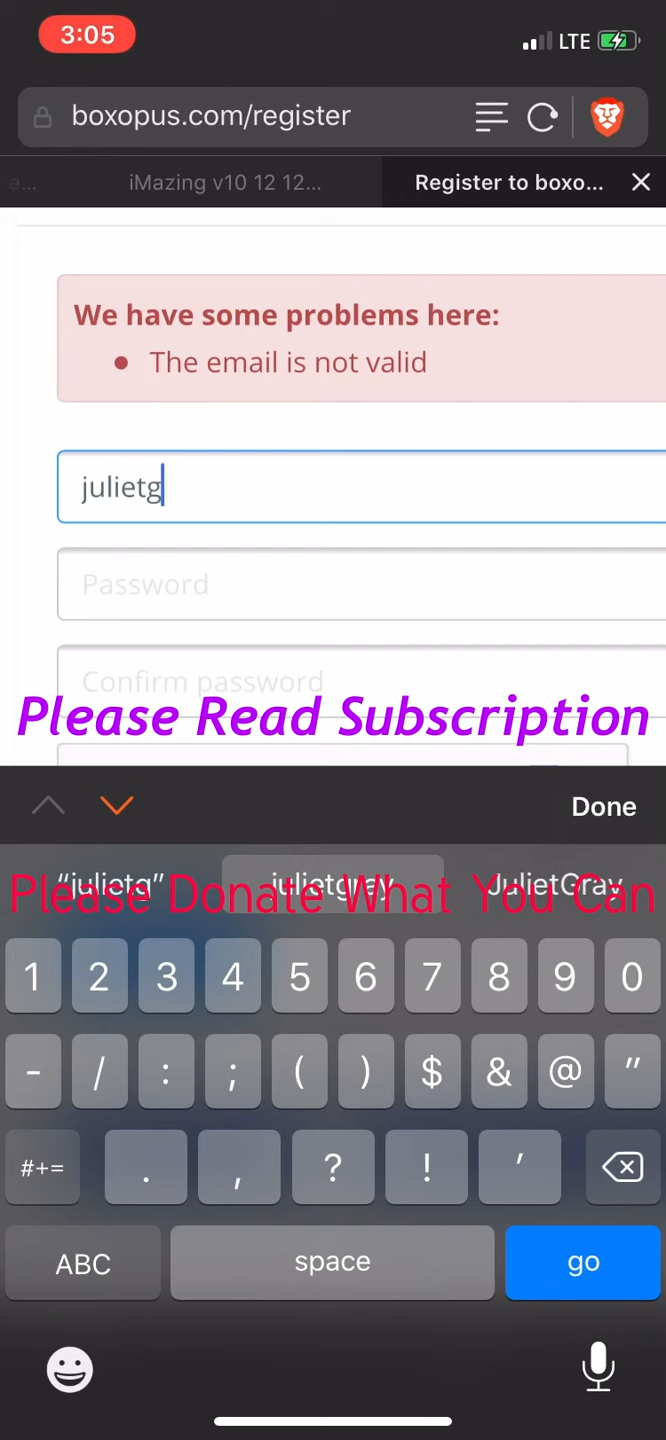 3:05 LTE
boxopus.com/register
e... iMazing v10 12 12... Register to boxo...
We have some problems here:
• The email is not valid
julietg
Password
Confirm password
Please Read Subscription
Done
“julietg” julietgray JulietGray
Please Donate What You Can
1 2 3 4 5 6 7 8 9 0
- / : ; ( ) $ & @ "
#+= . , ? ! '
ABC space go